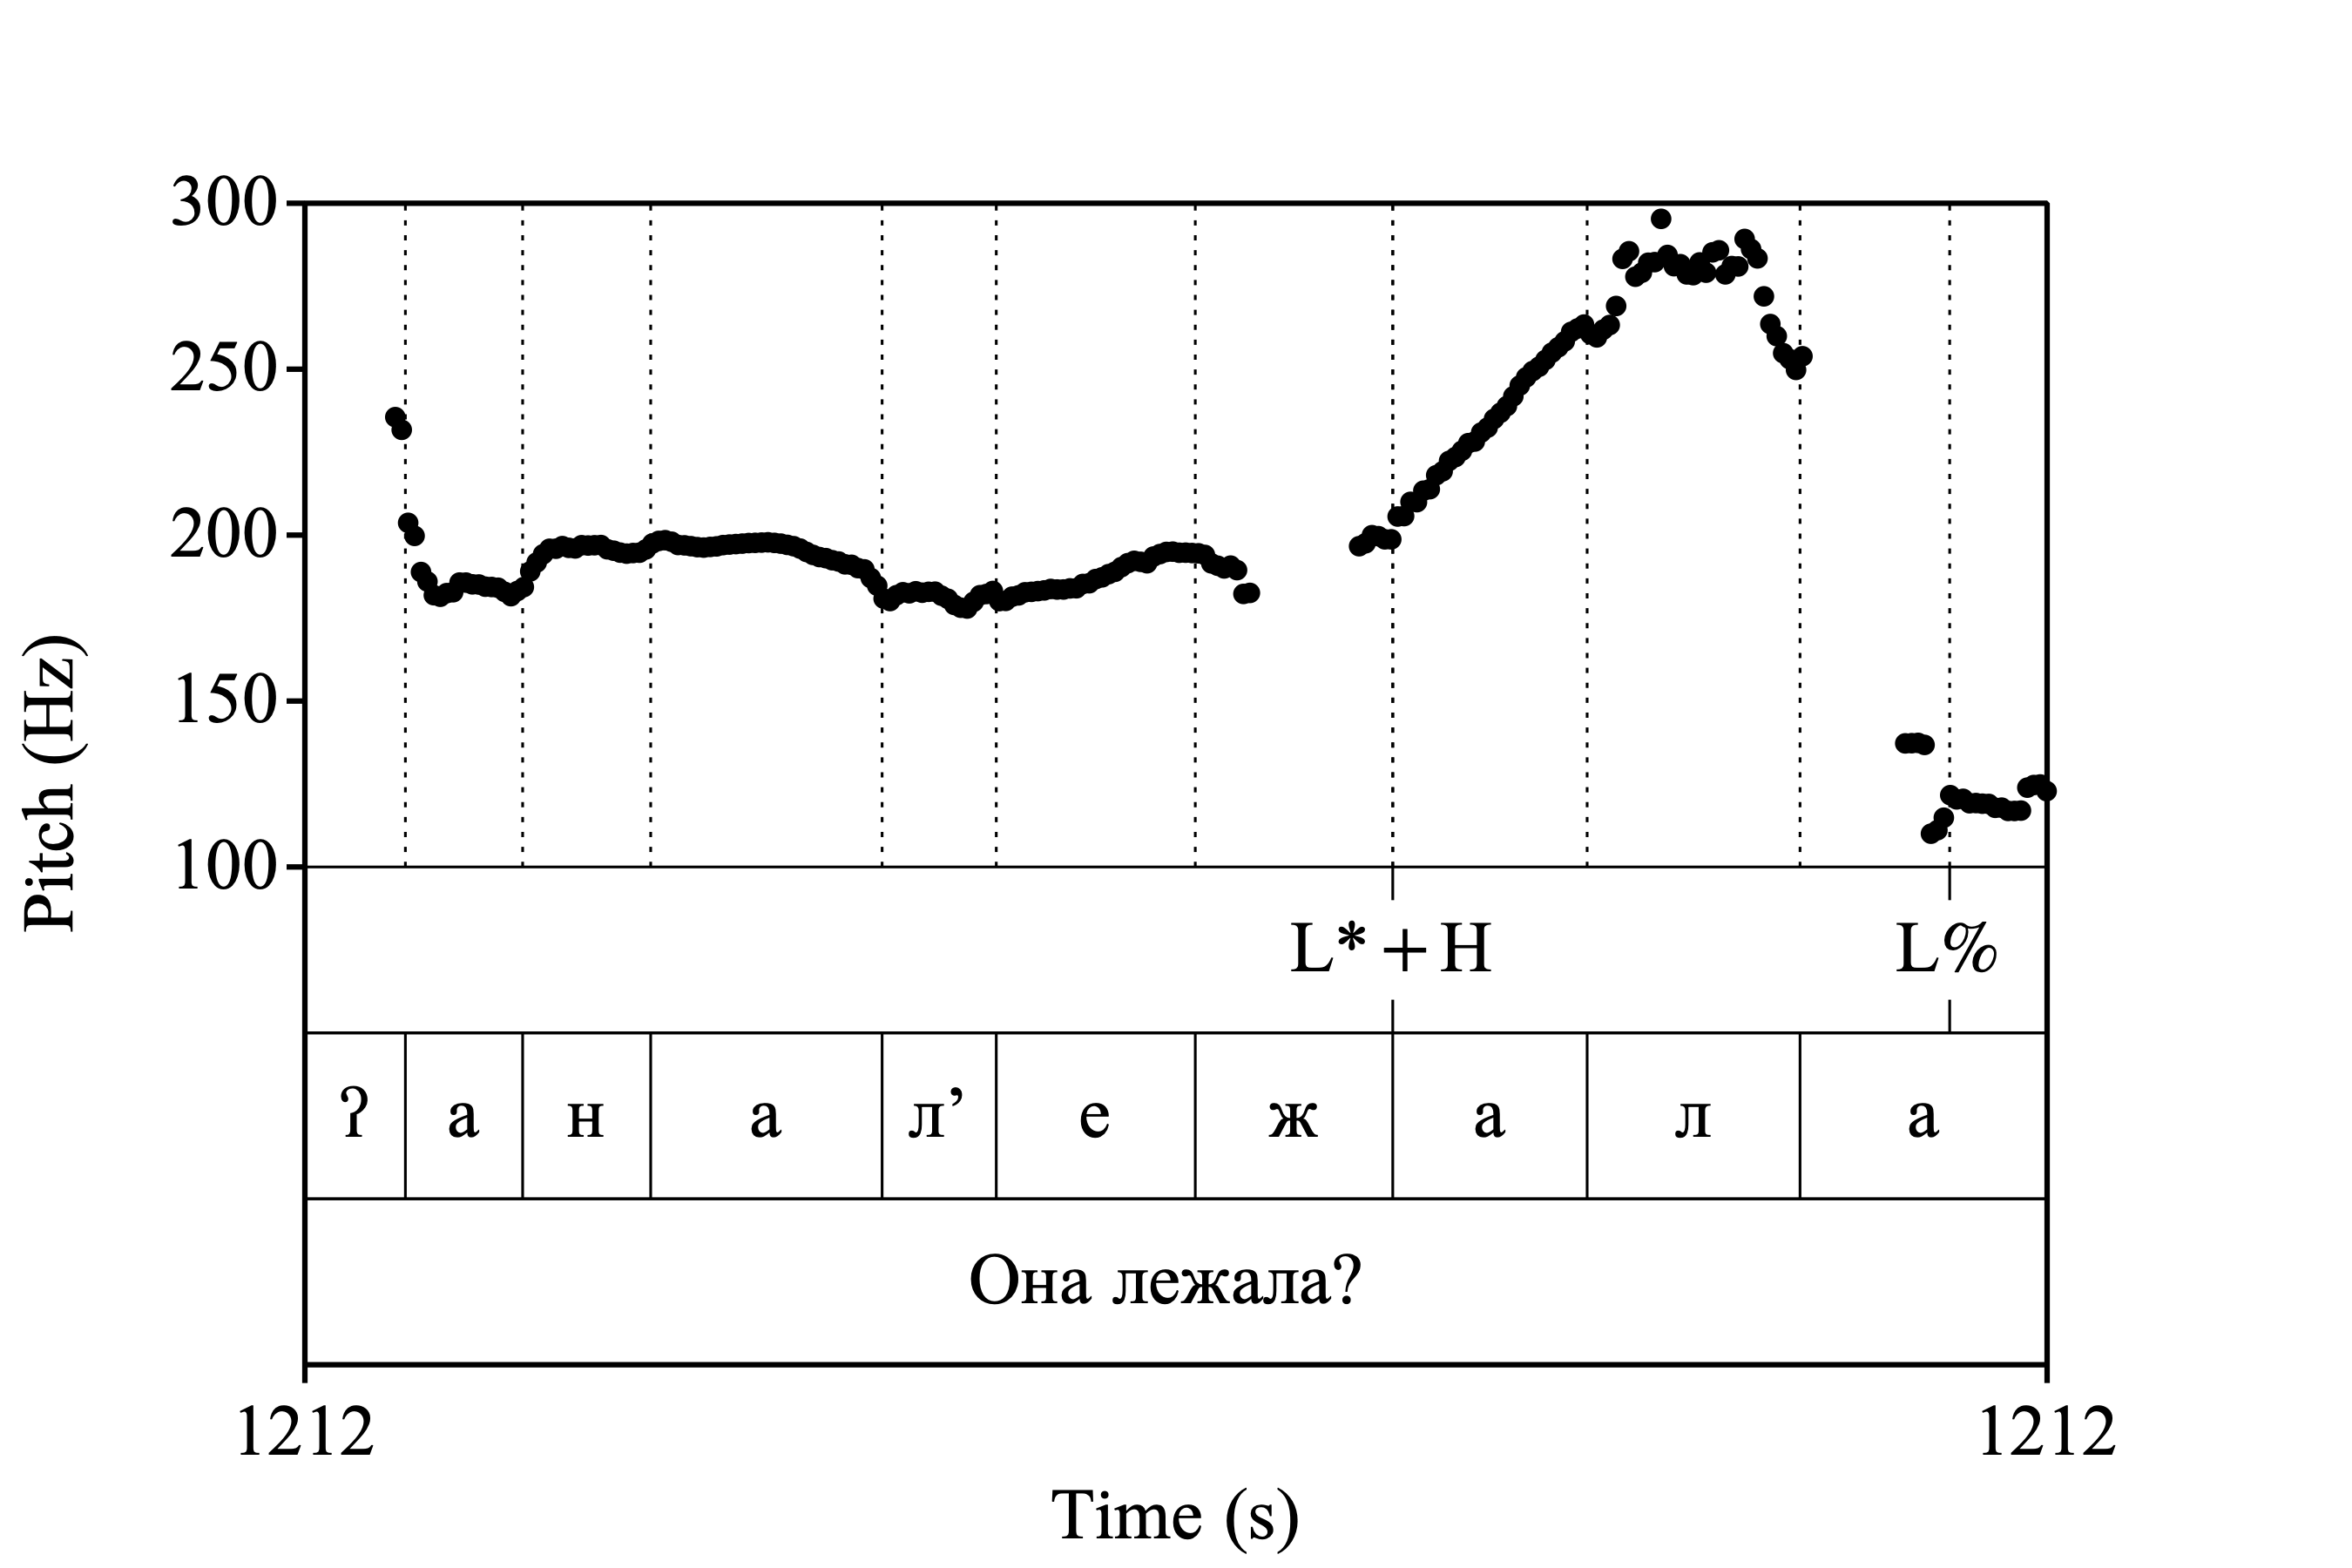 300
250
200
150
100
Pitch (Hz)
L*+H L%
ʔ а н а л’ е ж а л а
Она лежала?
1212 1212
Time (s)